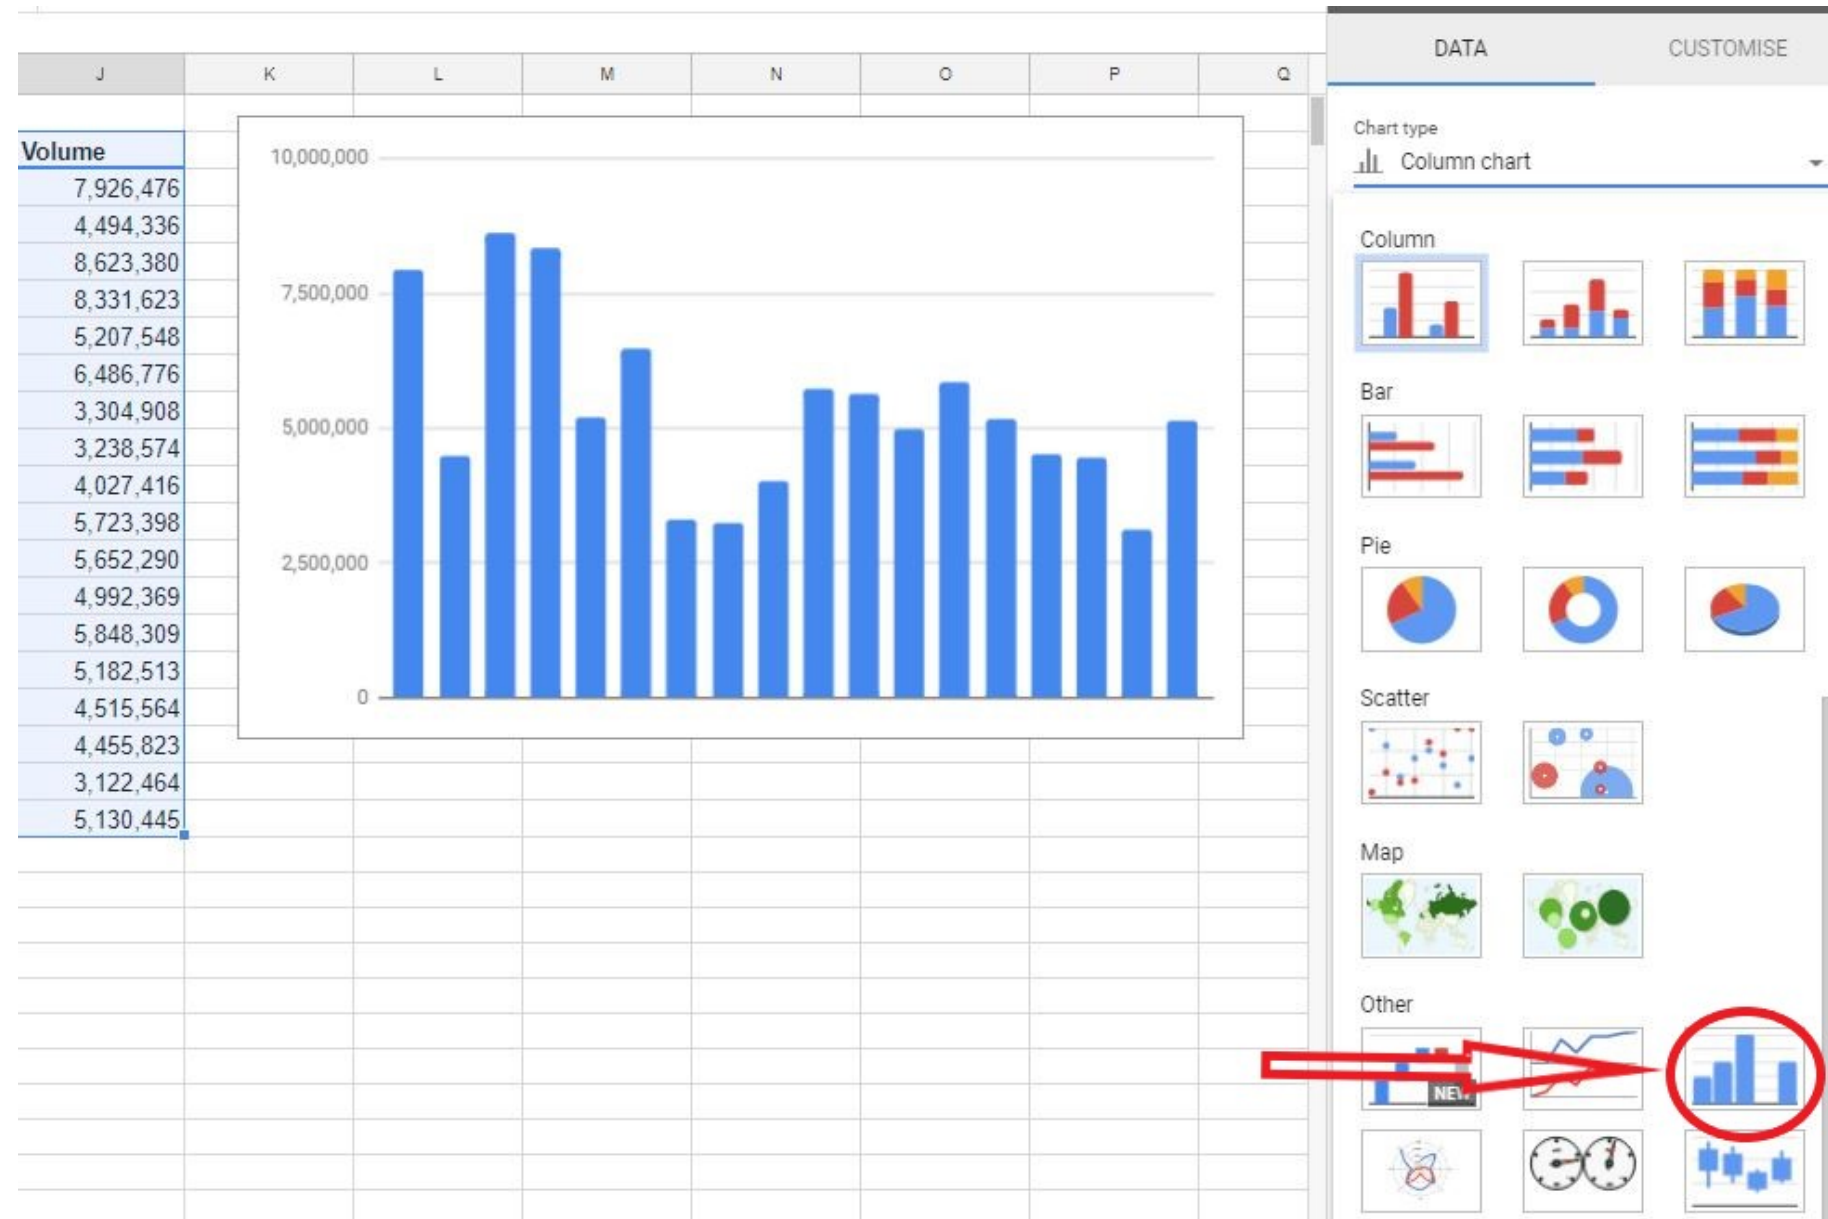 J K L M N O P Q
Volume
7,926,476
4,494,336
8,623,380
8,331,623
5,207,548
6,486,776
3,304,908
3,238,574
4,027,416
5,723,398
5,652,290
4,992,369
5,848,309
5,182,513
4,515,564
4,455,823
3,122,464
5,130,445
10,000,000
7,500,000
5,000,000
2,500,000
0
DATA CUSTOMISE
Chart type
Column chart
Column
Bar
Pie
Scatter
Map
Other